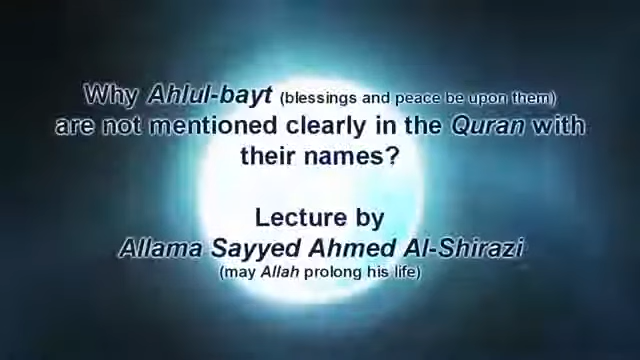 Why Ahlul-bayt (blessings and peace be upon them)
are not mentioned clearly in the Quran with
their names?
Lecture by
Allama Sayyed Ahmed Al-Shirazi
(may Allah prolong his life)